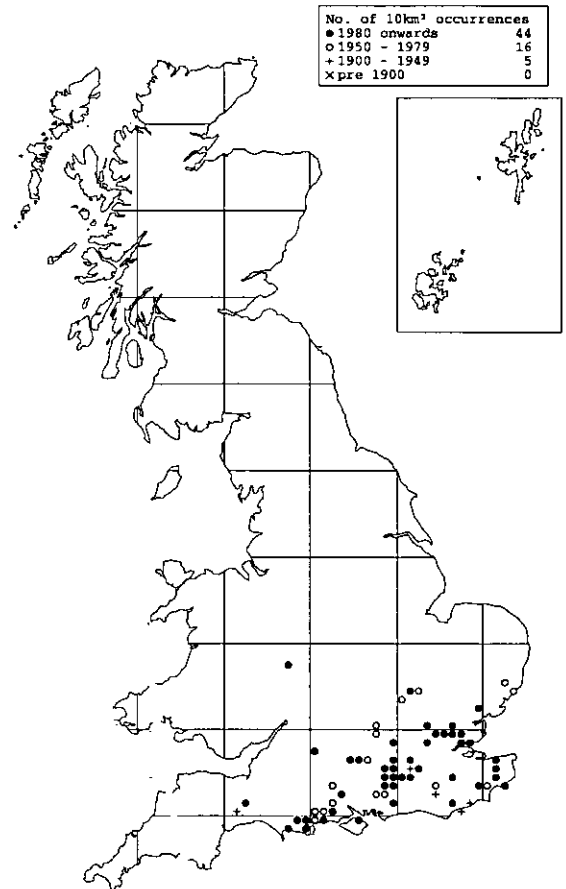 No. of 10km² occurrences
● 1980 onwards 44
○ 1950 - 1979 16
+ 1900 - 1949 5
× pre 1900 0